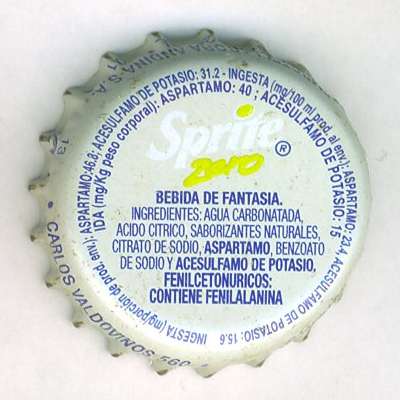 Sprite ®
Zero
BEBIDA DE FANTASIA.
INGREDIENTES: AGUA CARBONATADA,
ACIDO CITRICO, SABORIZANTES NATURALES,
CITRATO DE SODIO, ASPARTAMO, BENZOATO
DE SODIO Y ACESULFAMO DE POTASIO.
FENILCETONURICOS:
CONTIENE FENILALANINA
INGESTA (mg/porción de prod. env.): ASPARTAMO:46.8; ACESULFAMO DE POTASIO: 31.2 - INGESTA (mg/100 ml prod. al env.): ASPARTAMO: 23.4 ACESULFAMO DE POTASIO: 15.6
IDA (mg/Kg peso corporal): ASPARTAMO: 40 ; ACESULFAMO DE POTASIO: 15
• CARLOS VALDOVINOS 560
ANDINA S.A.